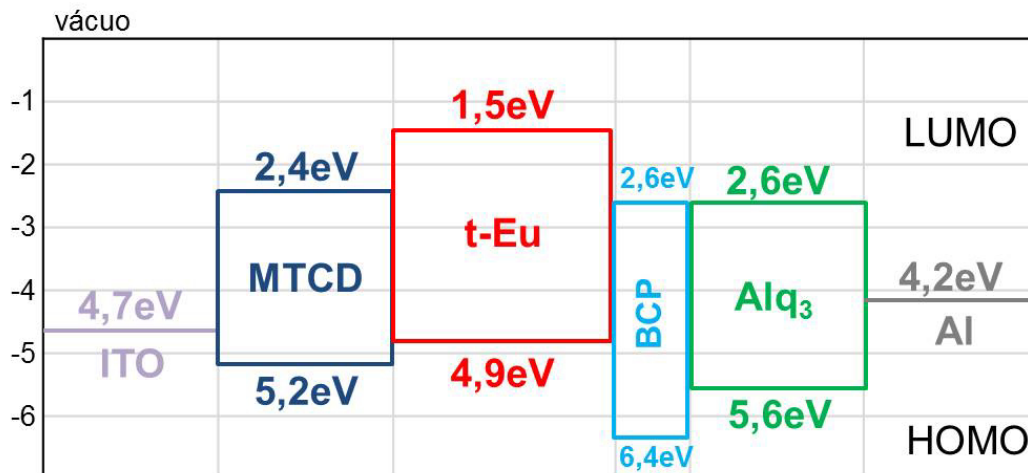 vácuo
-1
-2
-3
-4
-5
-6
4,7eV
ITO
2,4eV
MTCD
5,2eV
1,5eV
t-Eu
4,9eV
2,6eV
BCP
6,4eV
2,6eV
Alq₃
5,6eV
LUMO
4,2eV
Al
HOMO